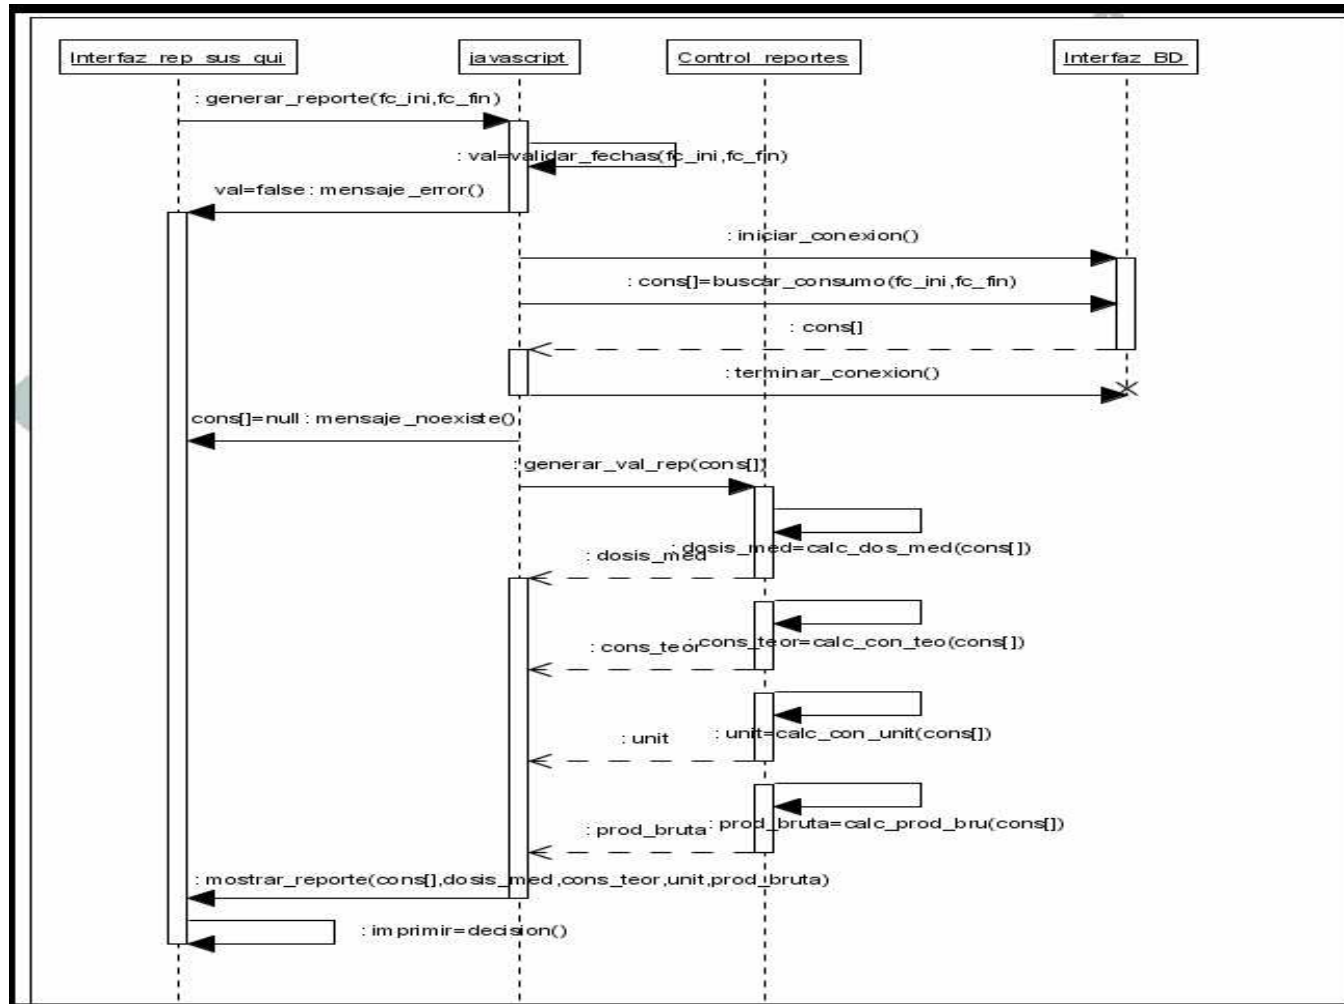 Interfaz_rep_sus_qui
javascript
Control_reportes
Interfaz_BD
: generar_reporte(fc_ini,fc_fin)
: val=validar_fechas(fc_ini,fc_fin)
val=false : mensaje_error()
: iniciar_conexion()
: cons[]=buscar_consumo(fc_ini,fc_fin)
: cons[]
: terminar_conexion()
cons[]=null : mensaje_noexiste()
: generar_val_rep(cons[])
: dosis_med=calc_dos_med(cons[])
: dosis_med
: cons_teor=calc_con_teo(cons[])
: cons_teor
: unit=calc_con_unit(cons[])
: unit
: prod_bruta=calc_prod_bru(cons[])
: prod_bruta
: mostrar_reporte(cons[],dosis_med,cons_teor,unit,prod_bruta)
: imprimir=decision()